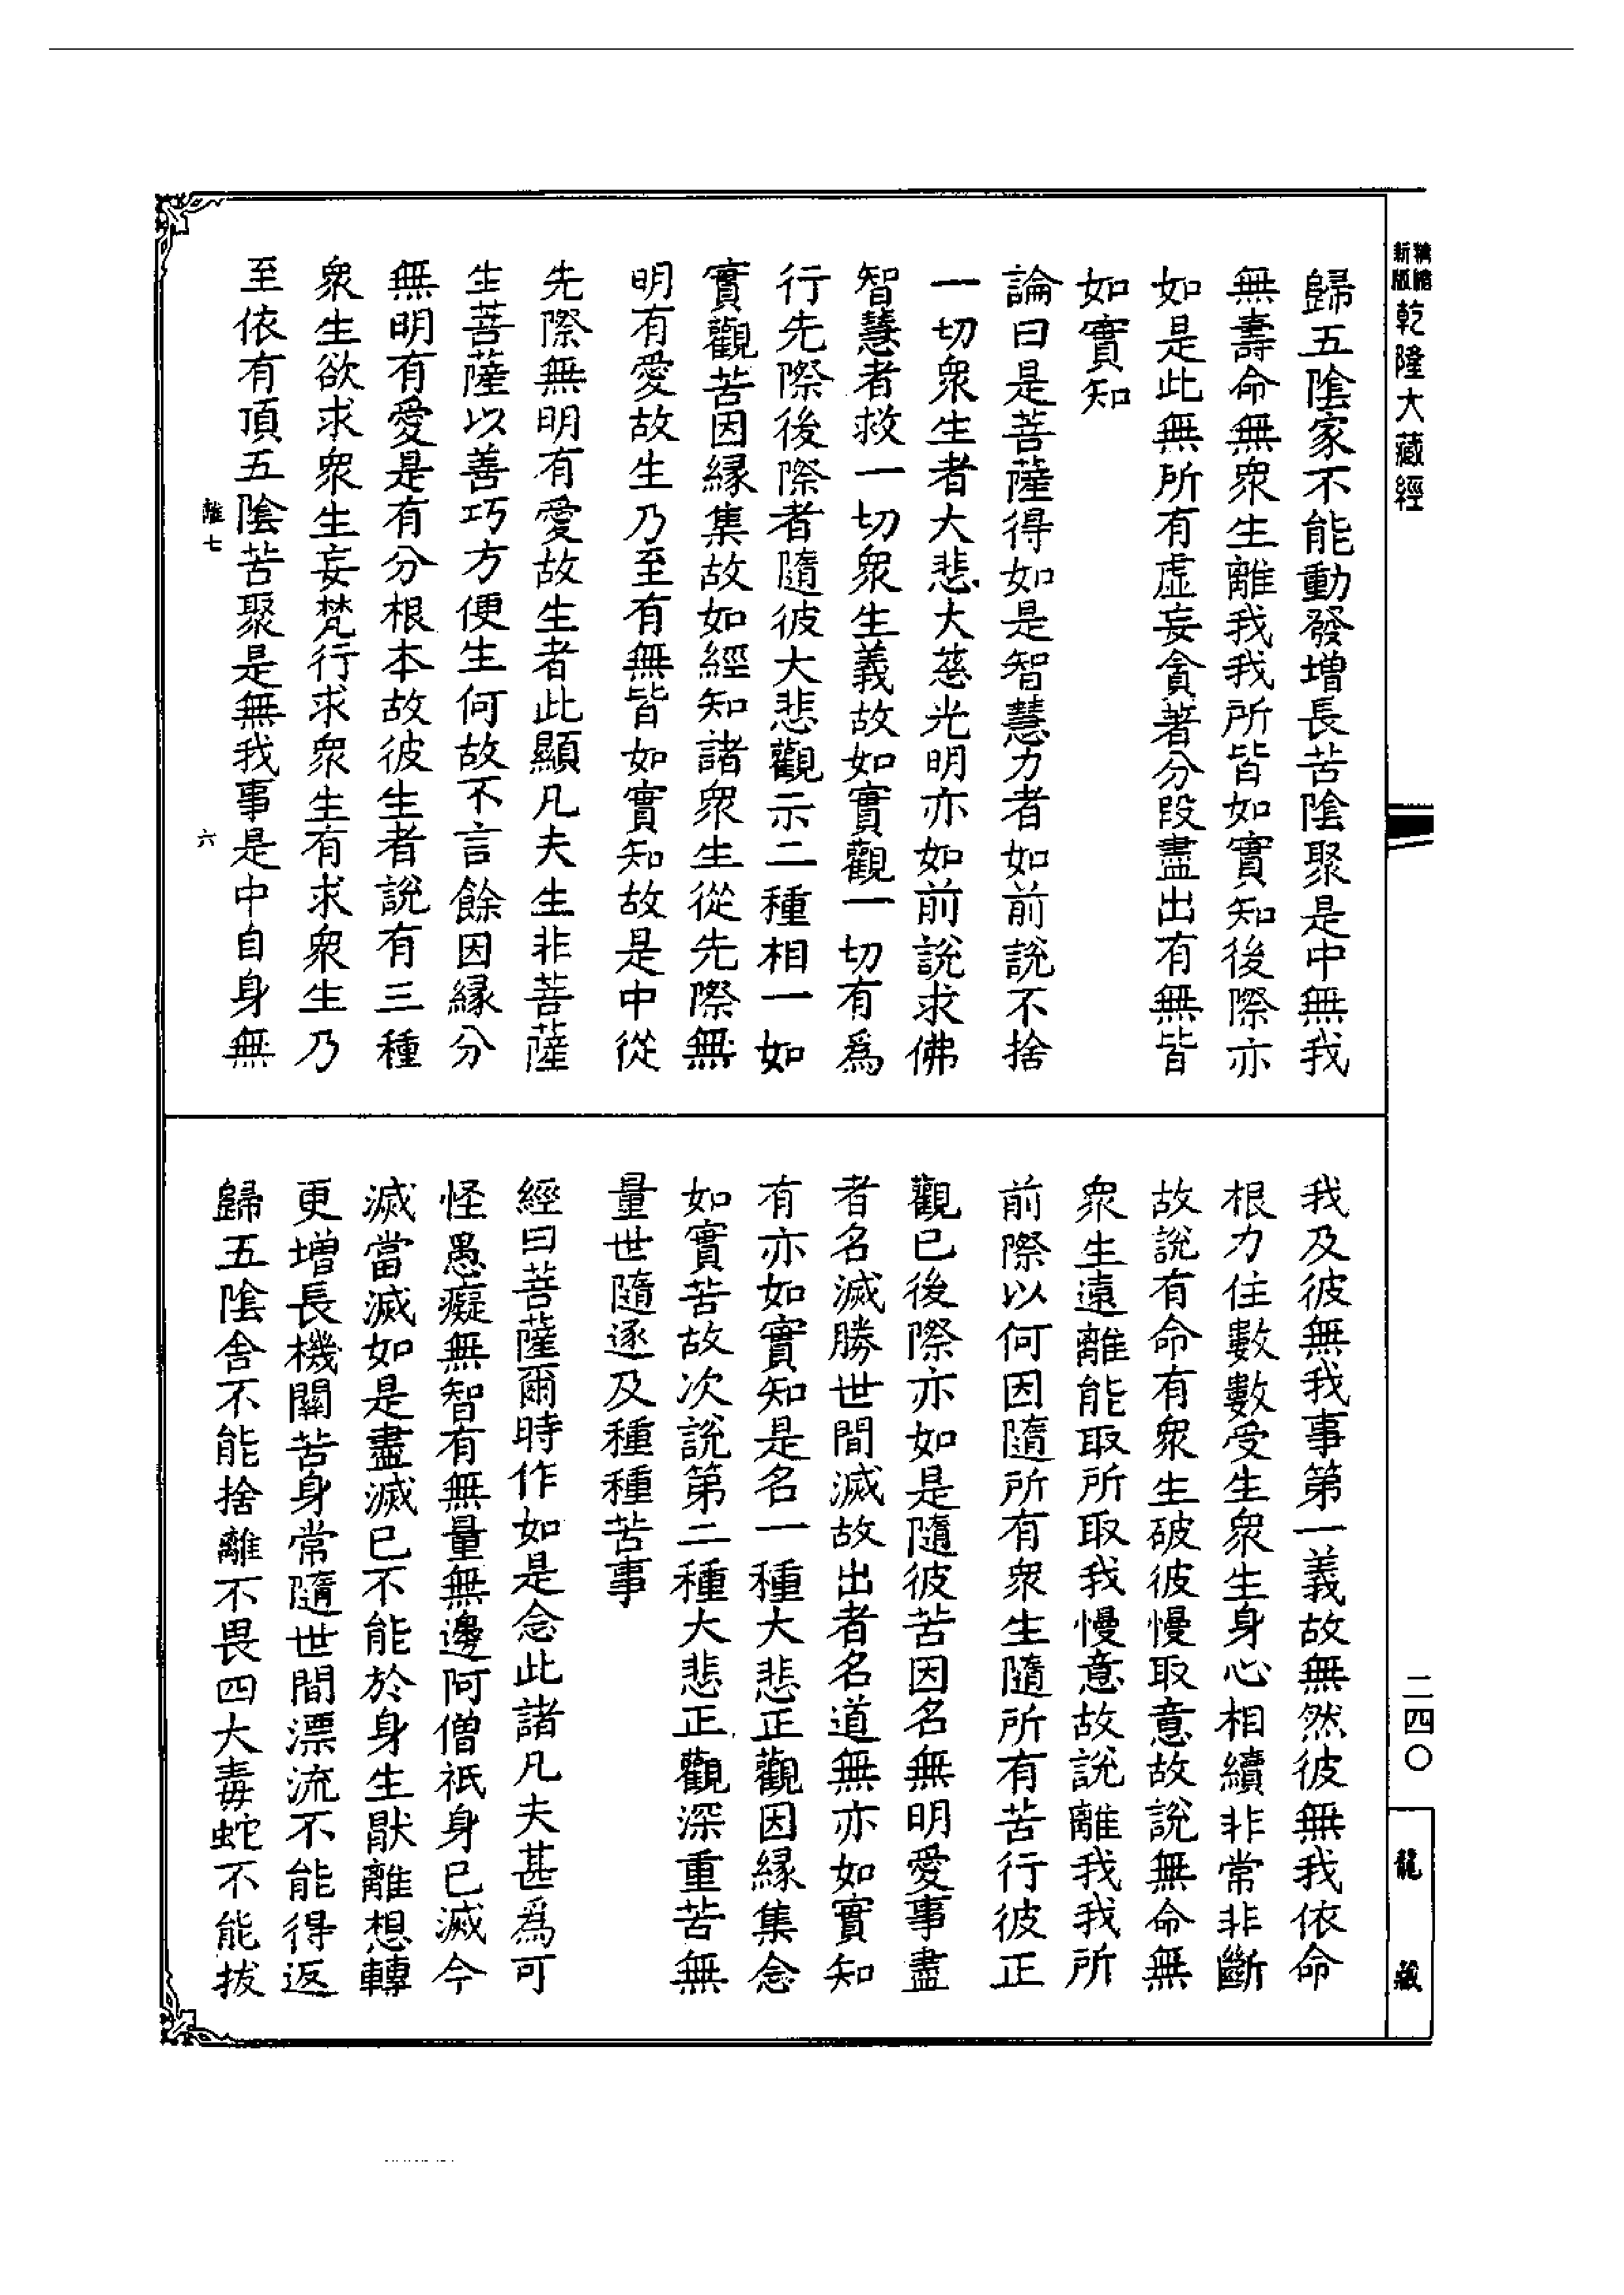 新版精縮乾隆大藏經
歸五陰家不能動發增長苦陰聚是中無我
無壽命無衆生離我我所皆如實知後際亦
如是此無所有虛妄貪著分段盡出有無皆
如實知
論曰是菩薩得如是智慧力者如前說不捨
一切衆生者大悲大慈光明亦如前說求佛
智慧者救一切衆生義故如實觀一切有爲
行先際後際者隨彼大悲觀示二種相一如
實觀苦因緣集故如經知諸衆生從先際無
明有愛故生乃至有無皆如實知故是中從
先際無明有愛故生者此顯凡夫生非菩薩
生菩薩以善巧方便生何故不言餘因緣分
無明有愛是有分根本故彼生者說有三種
衆生欲求衆生妄梵行求衆生有求衆生乃
至依有頂五陰苦聚是無我事是中自身無
離七
六
我及彼無我事第一義故無然彼無我依命
根力住數數受生衆生身心相續非常非斷
故說有命有衆生破彼慢取意故說無命無
衆生遠離能取所取我慢意故說離我我所
前際以何因隨所有衆生隨所有苦行彼正
觀已後際亦如是隨彼苦因名無明愛事盡
者名滅勝世間滅故出者名道無亦如實知
有亦如實知是名一種大悲正觀因緣集念
如實苦故次說第二種大悲正觀深重苦無
量世隨逐及種種苦事
經曰菩薩爾時作如是念此諸凡夫甚爲可
怪愚癡無智有無量無邊阿僧祇身已滅今
滅當滅如是盡滅已不能於身生厭離想轉
更增長機關苦身常隨世間漂流不能得返
歸五陰舍不能捨離不畏四大毒蛇不能拔
二四〇
龍藏